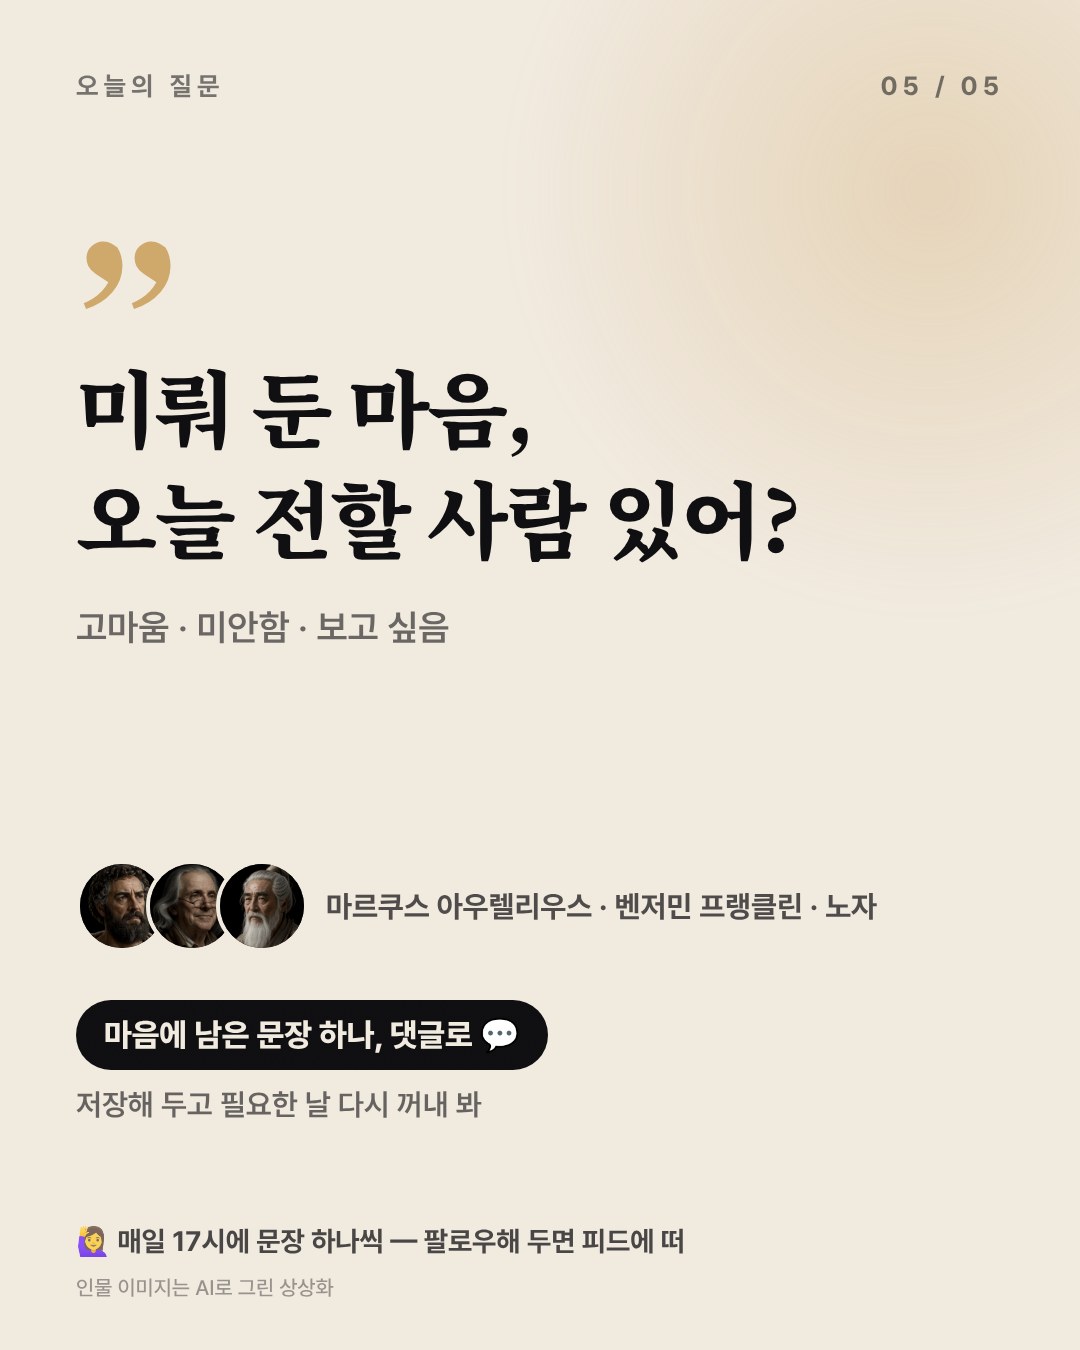 오늘의 질문
05 / 05
”
미뤄 둔 마음,
오늘 전할 사람 있어?
고마움 · 미안함 · 보고 싶음
마르쿠스 아우렐리우스 · 벤저민 프랭클린 · 노자
마음에 남은 문장 하나, 댓글로 💬
저장해 두고 필요한 날 다시 꺼내 봐
🙋‍♀️ 매일 17시에 문장 하나씩 — 팔로우해 두면 피드에 떠
인물 이미지는 AI로 그린 상상화